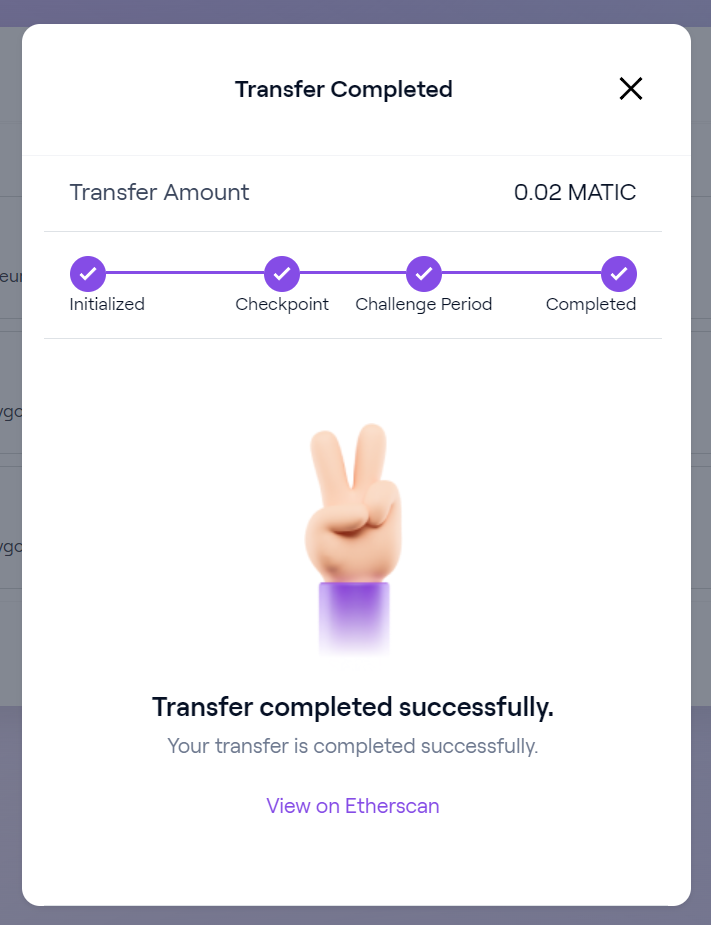 Transfer Completed
Transfer Amount 0.02 MATIC
Initialized Checkpoint Challenge Period Completed
Transfer completed successfully.
Your transfer is completed successfully.
View on Etherscan